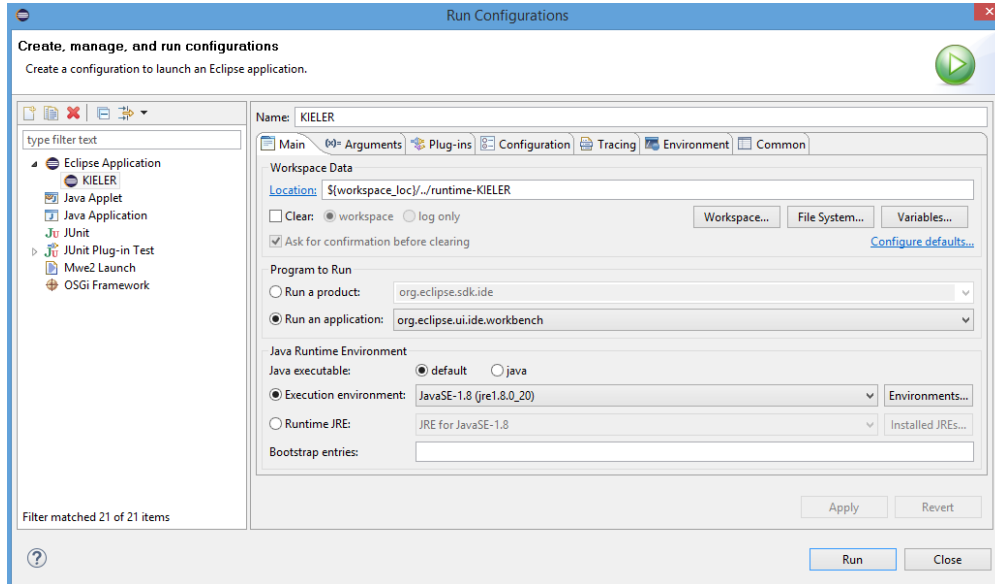 Run Configurations
Create, manage, and run configurations
Create a configuration to launch an Eclipse application.
type filter text
Eclipse Application
KIELER
Java Applet
Java Application
Ju JUnit
JUnit Plug-in Test
Mwe2 Launch
OSGi Framework
Filter matched 21 of 21 items
Name: KIELER
Main (x)= Arguments Plug-ins Configuration Tracing Environment Common
Workspace Data
Location: ${workspace_loc}/../runtime-KIELER
Clear: workspace log only Workspace... File System... Variables...
Ask for confirmation before clearing Configure defaults...
Program to Run
Run a product: org.eclipse.sdk.ide
Run an application: org.eclipse.ui.ide.workbench
Java Runtime Environment
Java executable: default java
Execution environment: JavaSE-1.8 (jre1.8.0_20) Environments...
Runtime JRE: JRE for JavaSE-1.8 Installed JREs...
Bootstrap entries:
Apply Revert
? Run Close